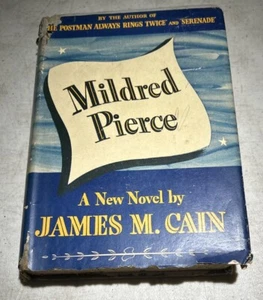 BY THE AUTHOR OF
THE POSTMAN ALWAYS RINGS TWICE AND SERENADE
Mildred
Pierce
A New Novel by
JAMES M. CAIN